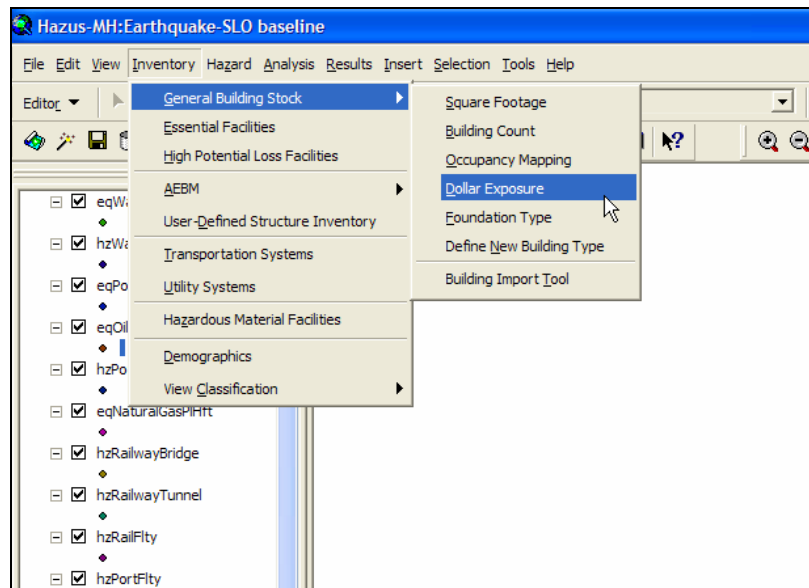 Hazus-MH:Earthquake-SLO baseline
File Edit View Inventory Hazard Analysis Results Insert Selection Tools Help
Editor
General Building Stock
Essential Facilities
High Potential Loss Facilities
AEBM
User-Defined Structure Inventory
Transportation Systems
Utility Systems
Hazardous Material Facilities
Demographics
View Classification
Square Footage
Building Count
Occupancy Mapping
Dollar Exposure
Foundation Type
Define New Building Type
Building Import Tool
eqWa
hzWa
eqPo
eqOil
hzPo
eqNaturalGasPlHft
hzRailwayBridge
hzRailwayTunnel
hzRailFlty
hzPortFlty